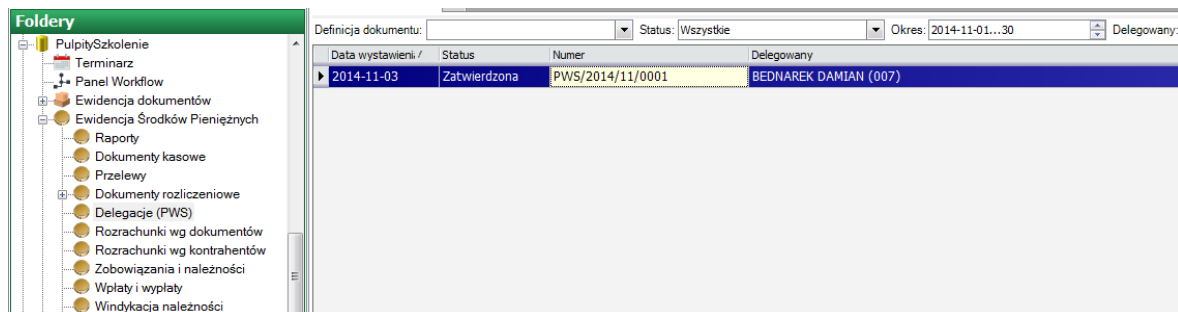 Foldery
PulpitySzkolenie
Terminarz
Panel Workflow
Ewidencja dokumentów
Ewidencja Środków Pieniężnych
Raporty
Dokumenty kasowe
Przelewy
Dokumenty rozliczeniowe
Delegacje (PWS)
Rozrachunki wg dokumentów
Rozrachunki wg kontrahentów
Zobowiązania i należności
Wpłaty i wypłaty
Windykacja należności
Definicja dokumentu: Status: Wszystkie Okres: 2014-11-01...30 Delegowany:
Data wystawieni / Status Numer Delegowany
2014-11-03 Zatwierdzona PWS/2014/11/0001 BEDNAREK DAMIAN (007)